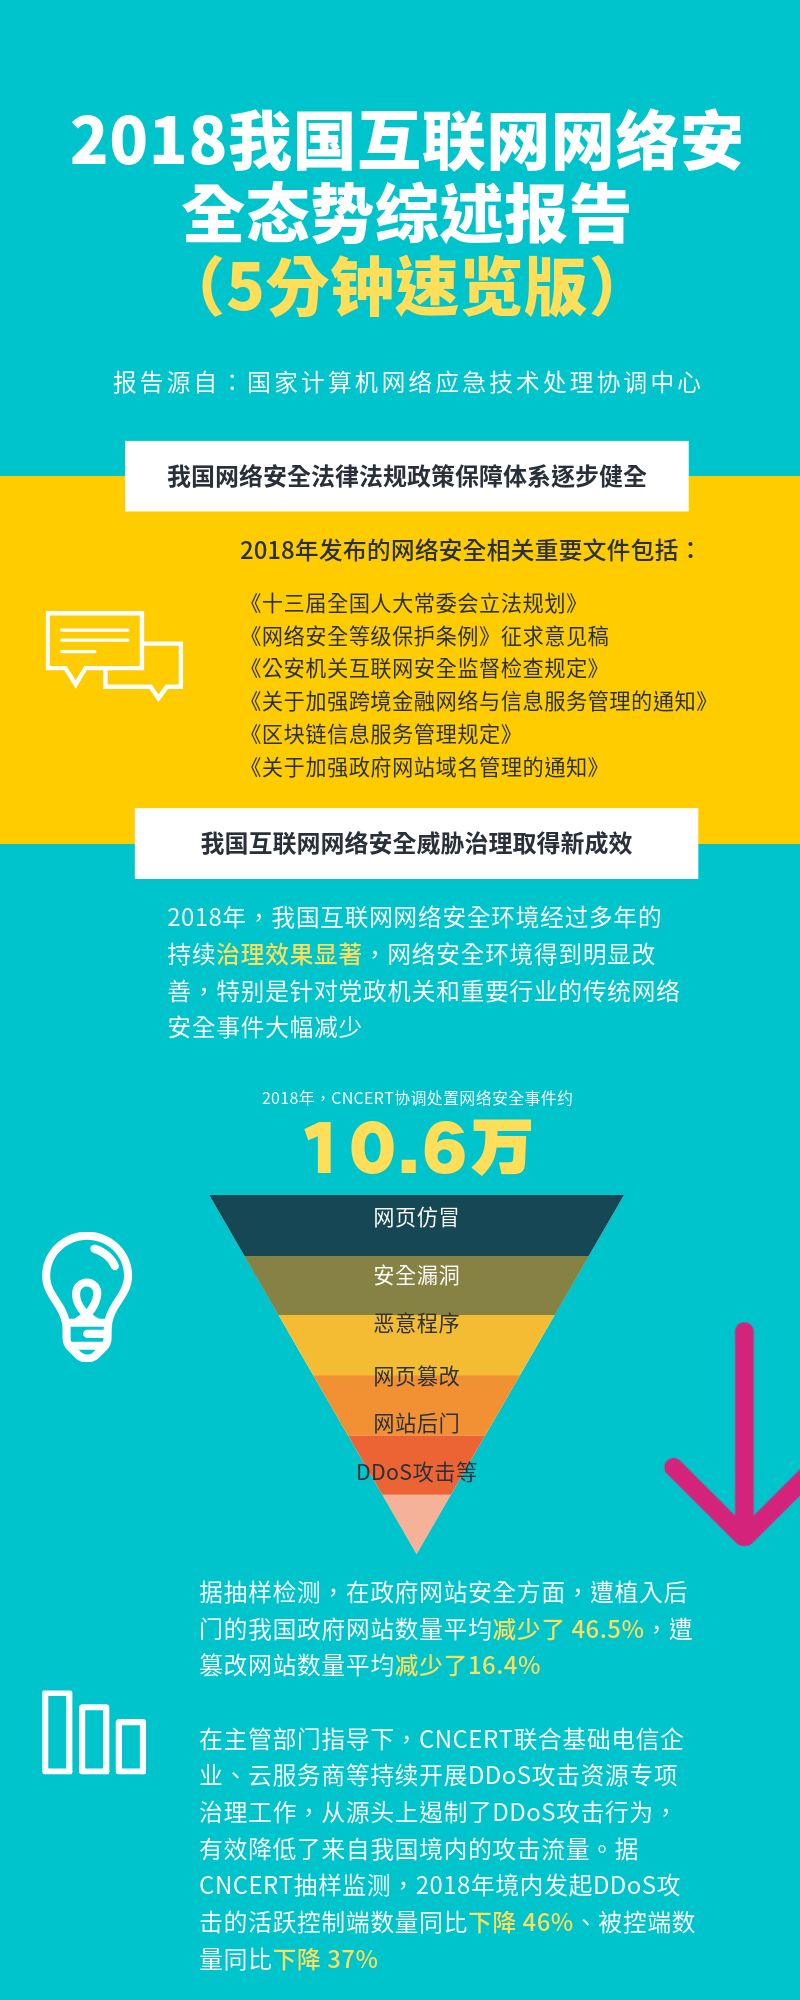 2018我国互联网网络安
全态势综述报告
（5分钟速览版）
报告源自：国家计算机网络应急技术处理协调中心
我国网络安全法律法规政策保障体系逐步健全
2018年发布的网络安全相关重要文件包括：
《十三届全国人大常委会立法规划》
《网络安全等级保护条例》征求意见稿
《公安机关互联网安全监督检查规定》
《关于加强跨境金融网络与信息服务管理的通知》
《区块链信息服务管理规定》
《关于加强政府网站域名管理的通知》
我国互联网网络安全威胁治理取得新成效
2018年，我国互联网网络安全环境经过多年的
持续治理效果显著，网络安全环境得到明显改
善，特别是针对党政机关和重要行业的传统网络
安全事件大幅减少
2018年，CNCERT协调处置网络安全事件约
10.6万
网页仿冒
安全漏洞
恶意程序
网页篡改
网站后门
DDoS攻击等
据抽样检测，在政府网站安全方面，遭植入后
门的我国政府网站数量平均减少了 46.5%，遭
篡改网站数量平均减少了16.4%
在主管部门指导下，CNCERT联合基础电信企
业、云服务商等持续开展DDoS攻击资源专项
治理工作，从源头上遏制了DDoS攻击行为，
有效降低了来自我国境内的攻击流量。据
CNCERT抽样监测，2018年境内发起DDoS攻
击的活跃控制端数量同比下降 46%、被控端数
量同比下降 37%